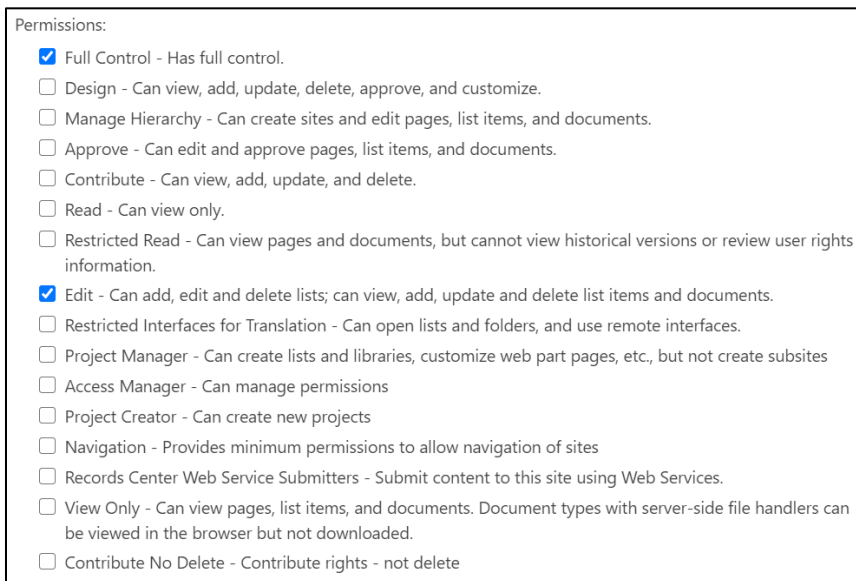 Permissions:
Full Control - Has full control.
Design - Can view, add, update, delete, approve, and customize.
Manage Hierarchy - Can create sites and edit pages, list items, and documents.
Approve - Can edit and approve pages, list items, and documents.
Contribute - Can view, add, update, and delete.
Read - Can view only.
Restricted Read - Can view pages and documents, but cannot view historical versions or review user rights
information.
Edit - Can add, edit and delete lists; can view, add, update and delete list items and documents.
Restricted Interfaces for Translation - Can open lists and folders, and use remote interfaces.
Project Manager - Can create lists and libraries, customize web part pages, etc., but not create subsites
Access Manager - Can manage permissions
Project Creator - Can create new projects
Navigation - Provides minimum permissions to allow navigation of sites
Records Center Web Service Submitters - Submit content to this site using Web Services.
View Only - Can view pages, list items, and documents. Document types with server-side file handlers can
be viewed in the browser but not downloaded.
Contribute No Delete - Contribute rights - not delete